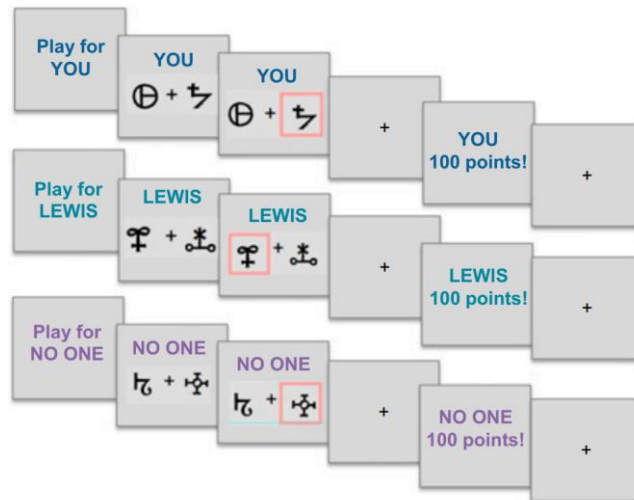 Play for
YOU
YOU
+
YOU
+
+
YOU
100 points!
+
Play for
LEWIS
LEWIS
+
LEWIS
+
+
LEWIS
100 points!
+
Play for
NO ONE
NO ONE
+
NO ONE
+
+
NO ONE
100 points!
+